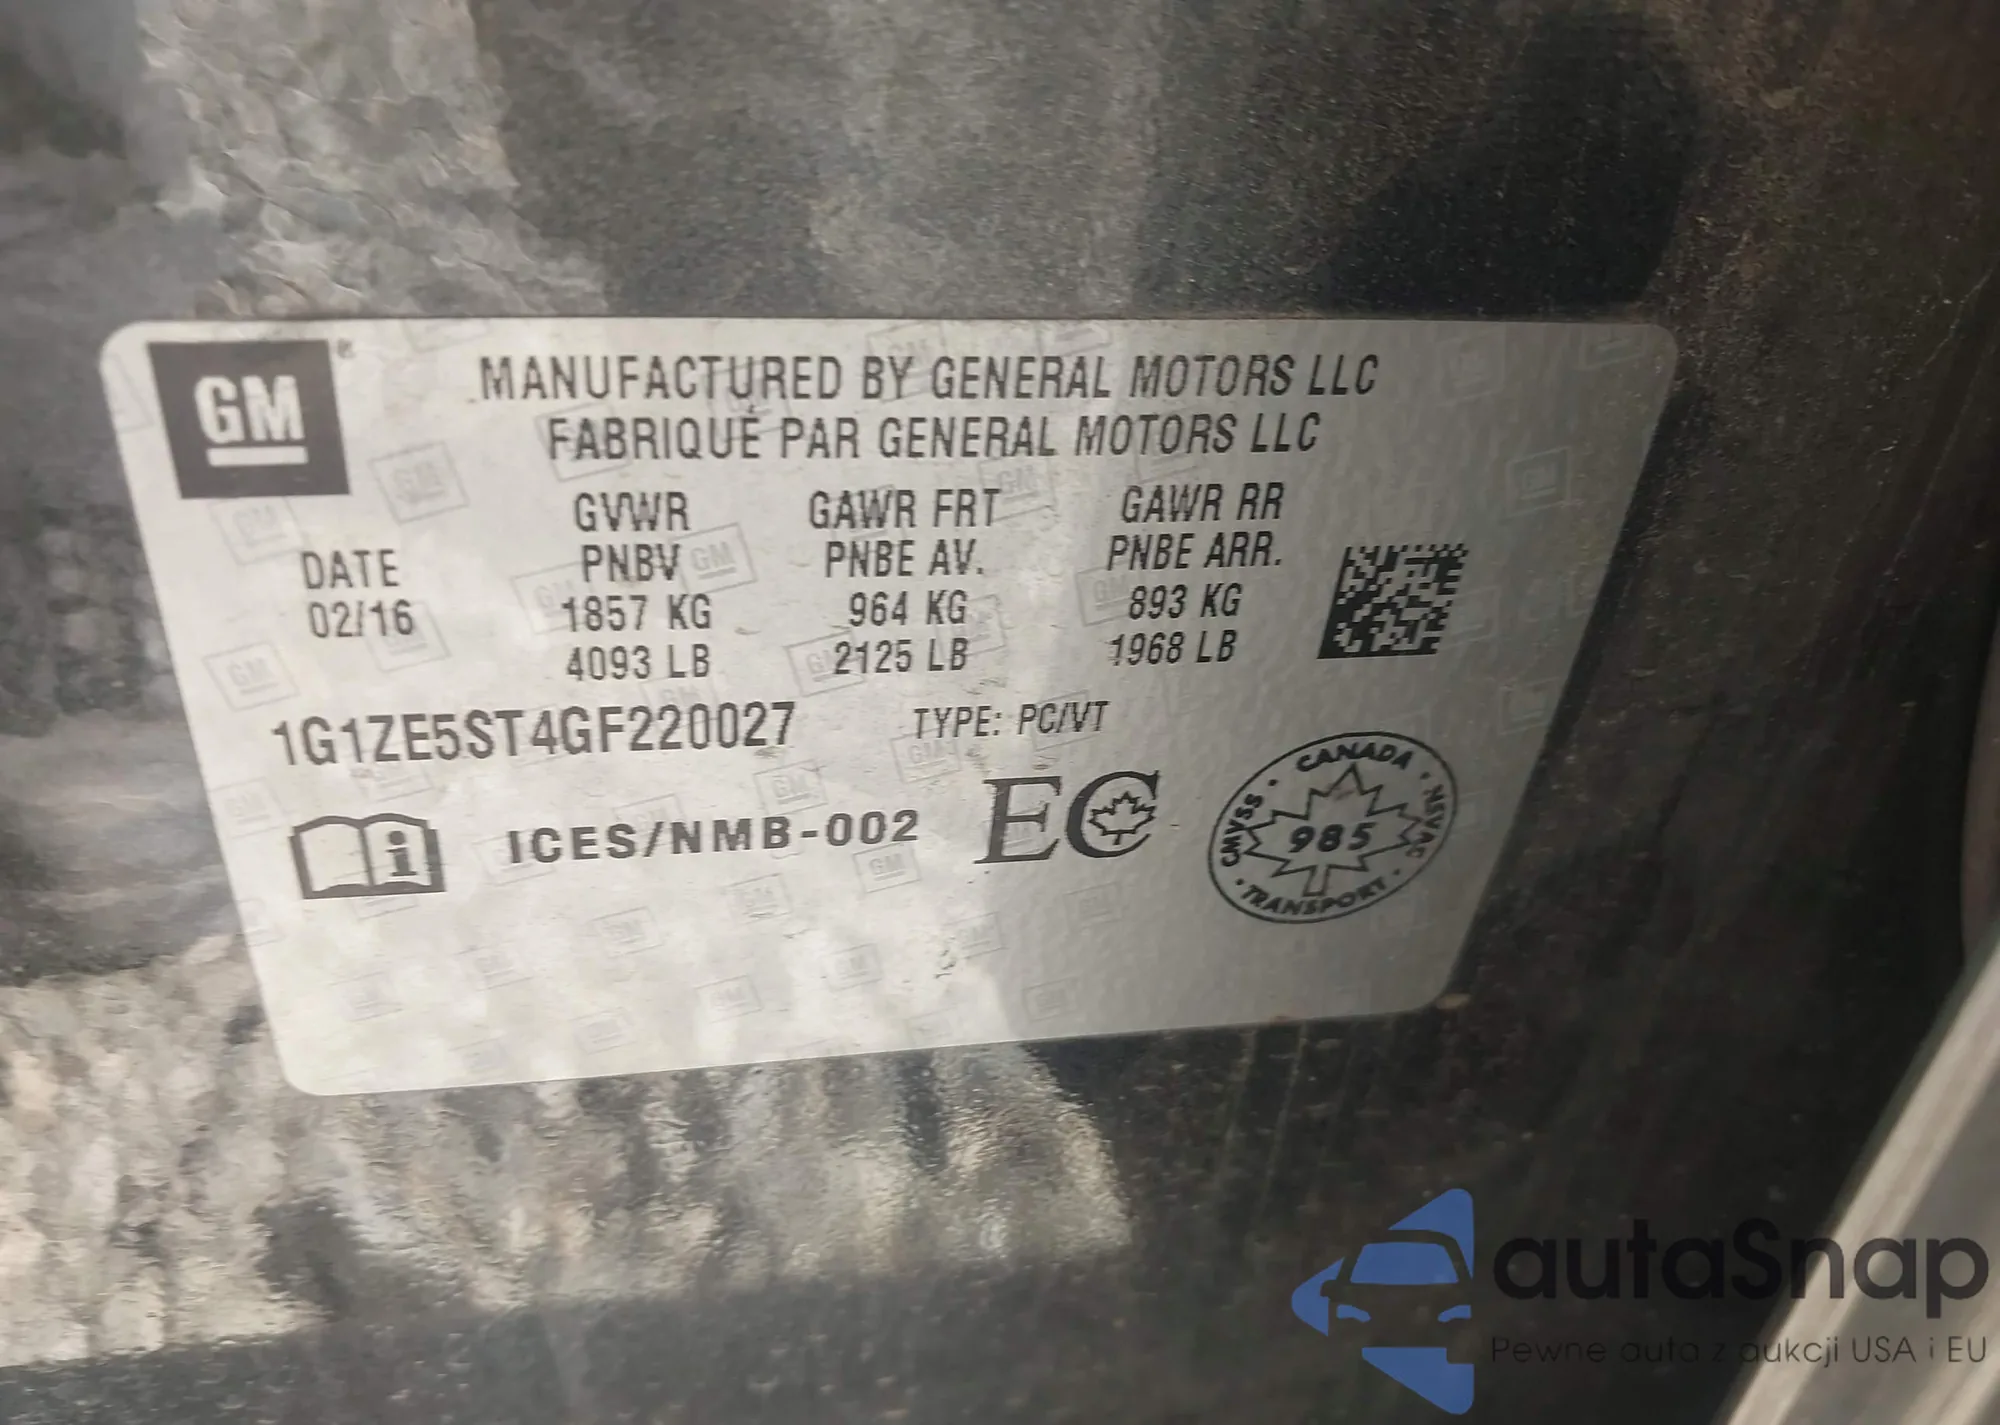 GM
MANUFACTURED BY GENERAL MOTORS LLC
FABRIQUÉ PAR GENERAL MOTORS LLC
DATE
02/16
GVWR
PNBV
1857 KG
4093 LB
GAWR FRT
PNBE AV.
964 KG
2125 LB
GAWR RR
PNBE ARR.
893 KG
1968 LB
1G1ZE5ST4GF220027
TYPE: PC/VT
i ICES/NMB-002
EC
CANADA · NSVAC · TRANSPORT · CMVSS ·
985
autaSnap
Pewne auta z aukcji USA i EU